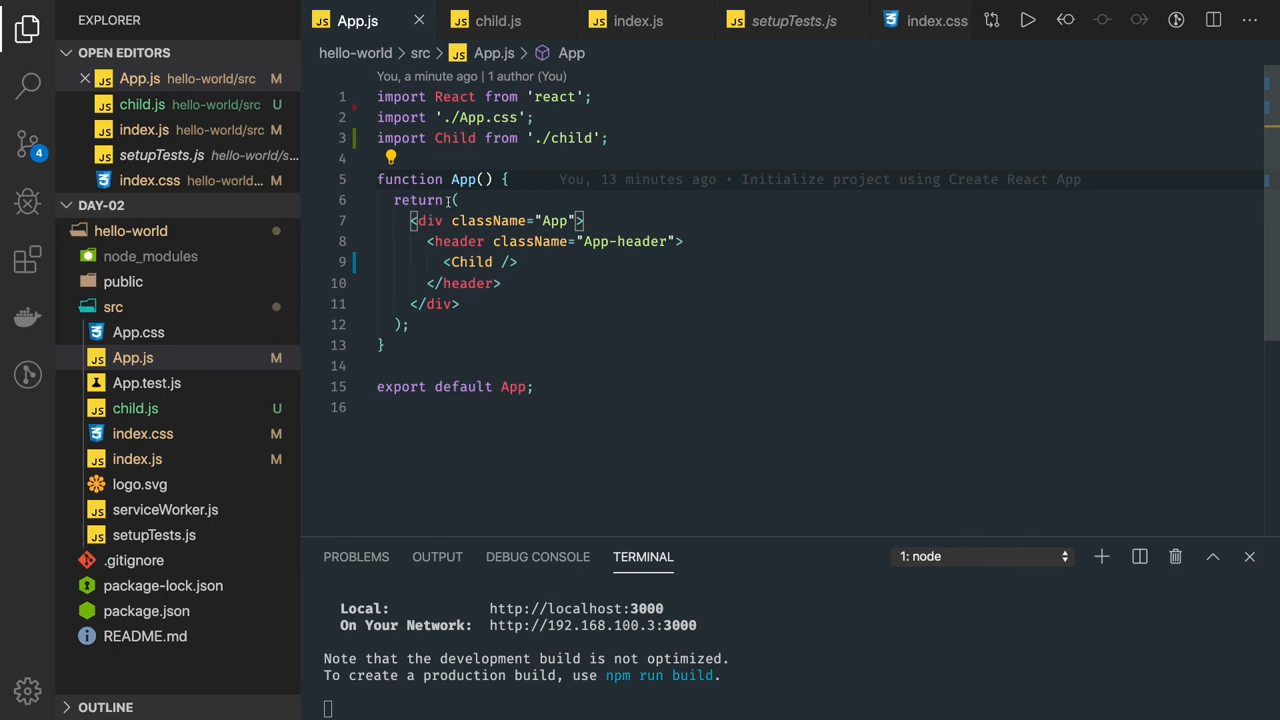 EXPLORER
OPEN EDITORS
App.js hello-world/src M
child.js hello-world/src U
index.js hello-world/src M
setupTests.js hello-world/s...
index.css hello-world... M
DAY-02
hello-world
node_modules
public
src
App.css
App.js M
App.test.js
child.js U
index.css M
index.js M
logo.svg
serviceWorker.js
setupTests.js
.gitignore
package-lock.json
package.json
README.md
OUTLINE
4
App.js child.js index.js setupTests.js index.css
hello-world > src > App.js > App
You, a minute ago | 1 author (You)
1 import React from 'react';
2 import './App.css';
3 import Child from './child';
4
5 function App() { You, 13 minutes ago • Initialize project using Create React App
6 return (
7 <div className="App">
8 <header className="App-header">
9 <Child />
10 </header>
11 </div>
12 );
13 }
14
15 export default App;
16
PROBLEMS OUTPUT DEBUG CONSOLE TERMINAL 1: node
Local: http://localhost:3000
On Your Network: http://192.168.100.3:3000
Note that the development build is not optimized.
To create a production build, use npm run build.